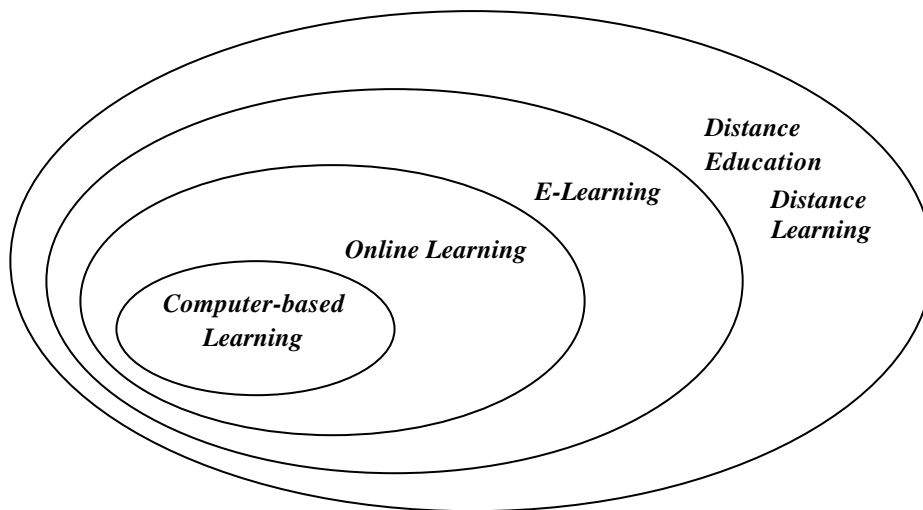 Distance
Education
Distance
Learning
E-Learning
Online Learning
Computer-based
Learning